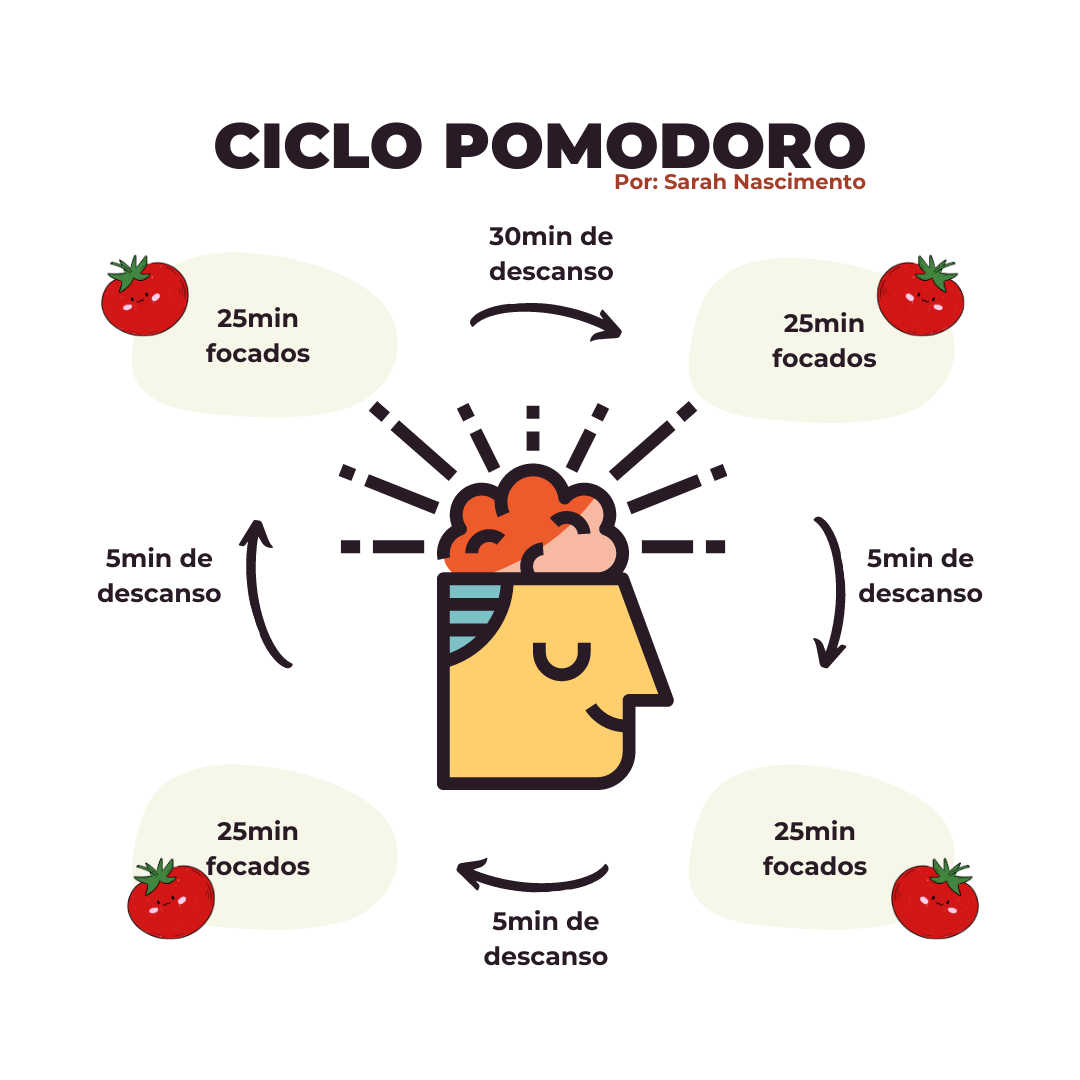 CICLO POMODORO
Por: Sarah Nascimento
30min de
descanso
25min
focados
25min
focados
5min de
descanso
5min de
descanso
25min
focados
25min
focados
5min de
descanso